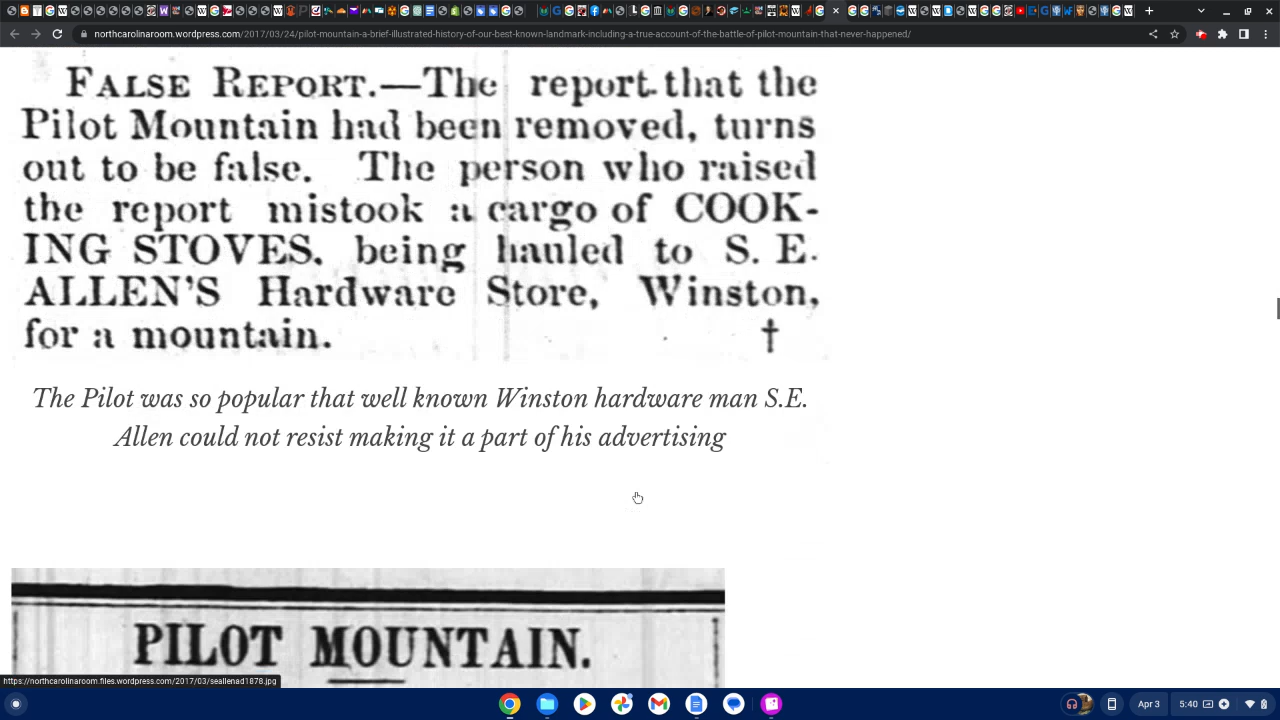 northcarolinaroom.wordpress.com/2017/03/24/pilot-mountain-a-brief-illustrated-history-of-our-best-known-landmark-including-a-true-account-of-the-battle-of-pilot-mountain-that-never-happened/
FALSE REPORT.—The report that the
Pilot Mountain had been removed, turns
out to be false. The person who raised
the report mistook a cargo of COOK-
ING STOVES, being hauled to S. E.
ALLEN'S Hardware Store, Winston,
for a mountain. †
The Pilot was so popular that well known Winston hardware man S.E.
Allen could not resist making it a part of his advertising
PILOT MOUNTAIN.
https://northcarolinaroom.files.wordpress.com/2017/03/seallenad1878.jpg
Apr 3 5:40